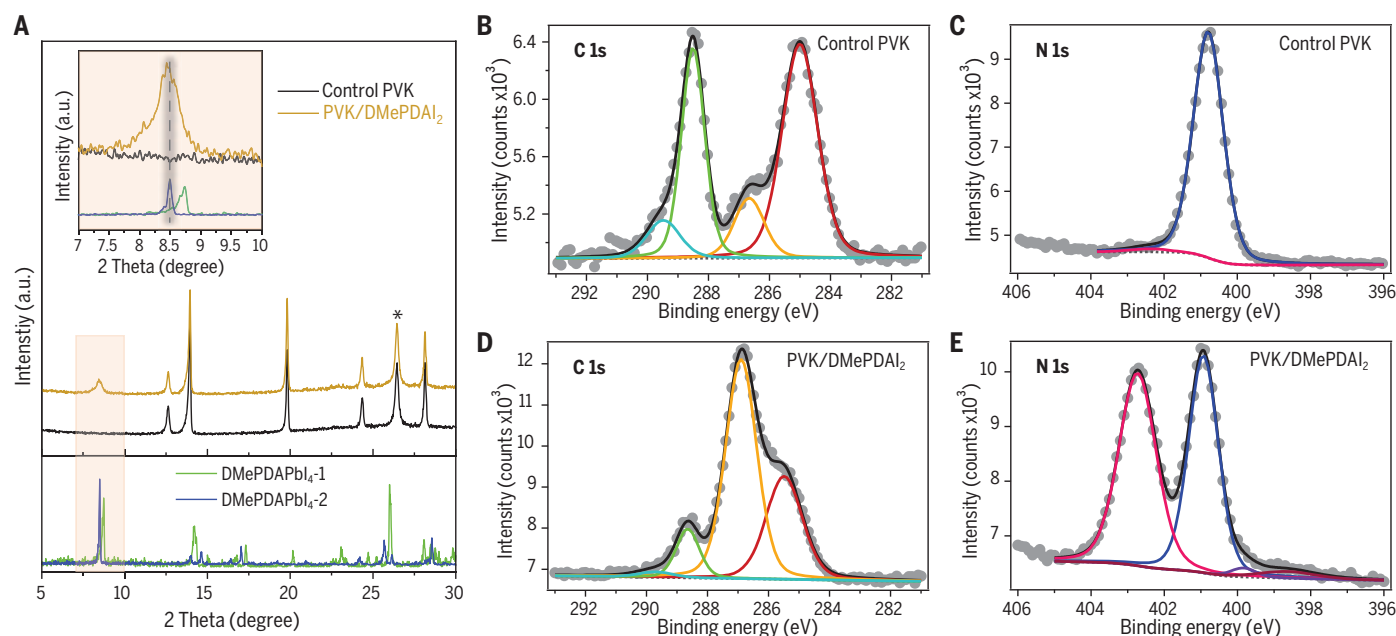 A
Intensity (a.u.)
Control PVK
PVK/DMePDAI₂
7 7.5 8 8.5 9 9.5 10
2 Theta (degree)
Intenstiy (a.u.)
*
DMePDAPbI₄-1
DMePDAPbI₄-2
5 10 15 20 25 30
2 Theta (degree)
B
C 1s
Control PVK
Intensity (counts x10³)
6.4
6.0
5.6
5.2
292 290 288 286 284 282
Binding energy (eV)
C
N 1s
Control PVK
Intensity (counts x10³)
9
8
7
6
5
406 404 402 400 398 396
Binding energy (eV)
D
C 1s
PVK/DMePDAI₂
Intensity (counts x10³)
12
13
10
9
8
7
292 290 288 286 284 282
Binding energy (eV)
E
N 1s
PVK/DMePDAI₂
Intensity (counts x10³)
10
9
8
7
406 404 402 400 398 396
Binding energy (eV)